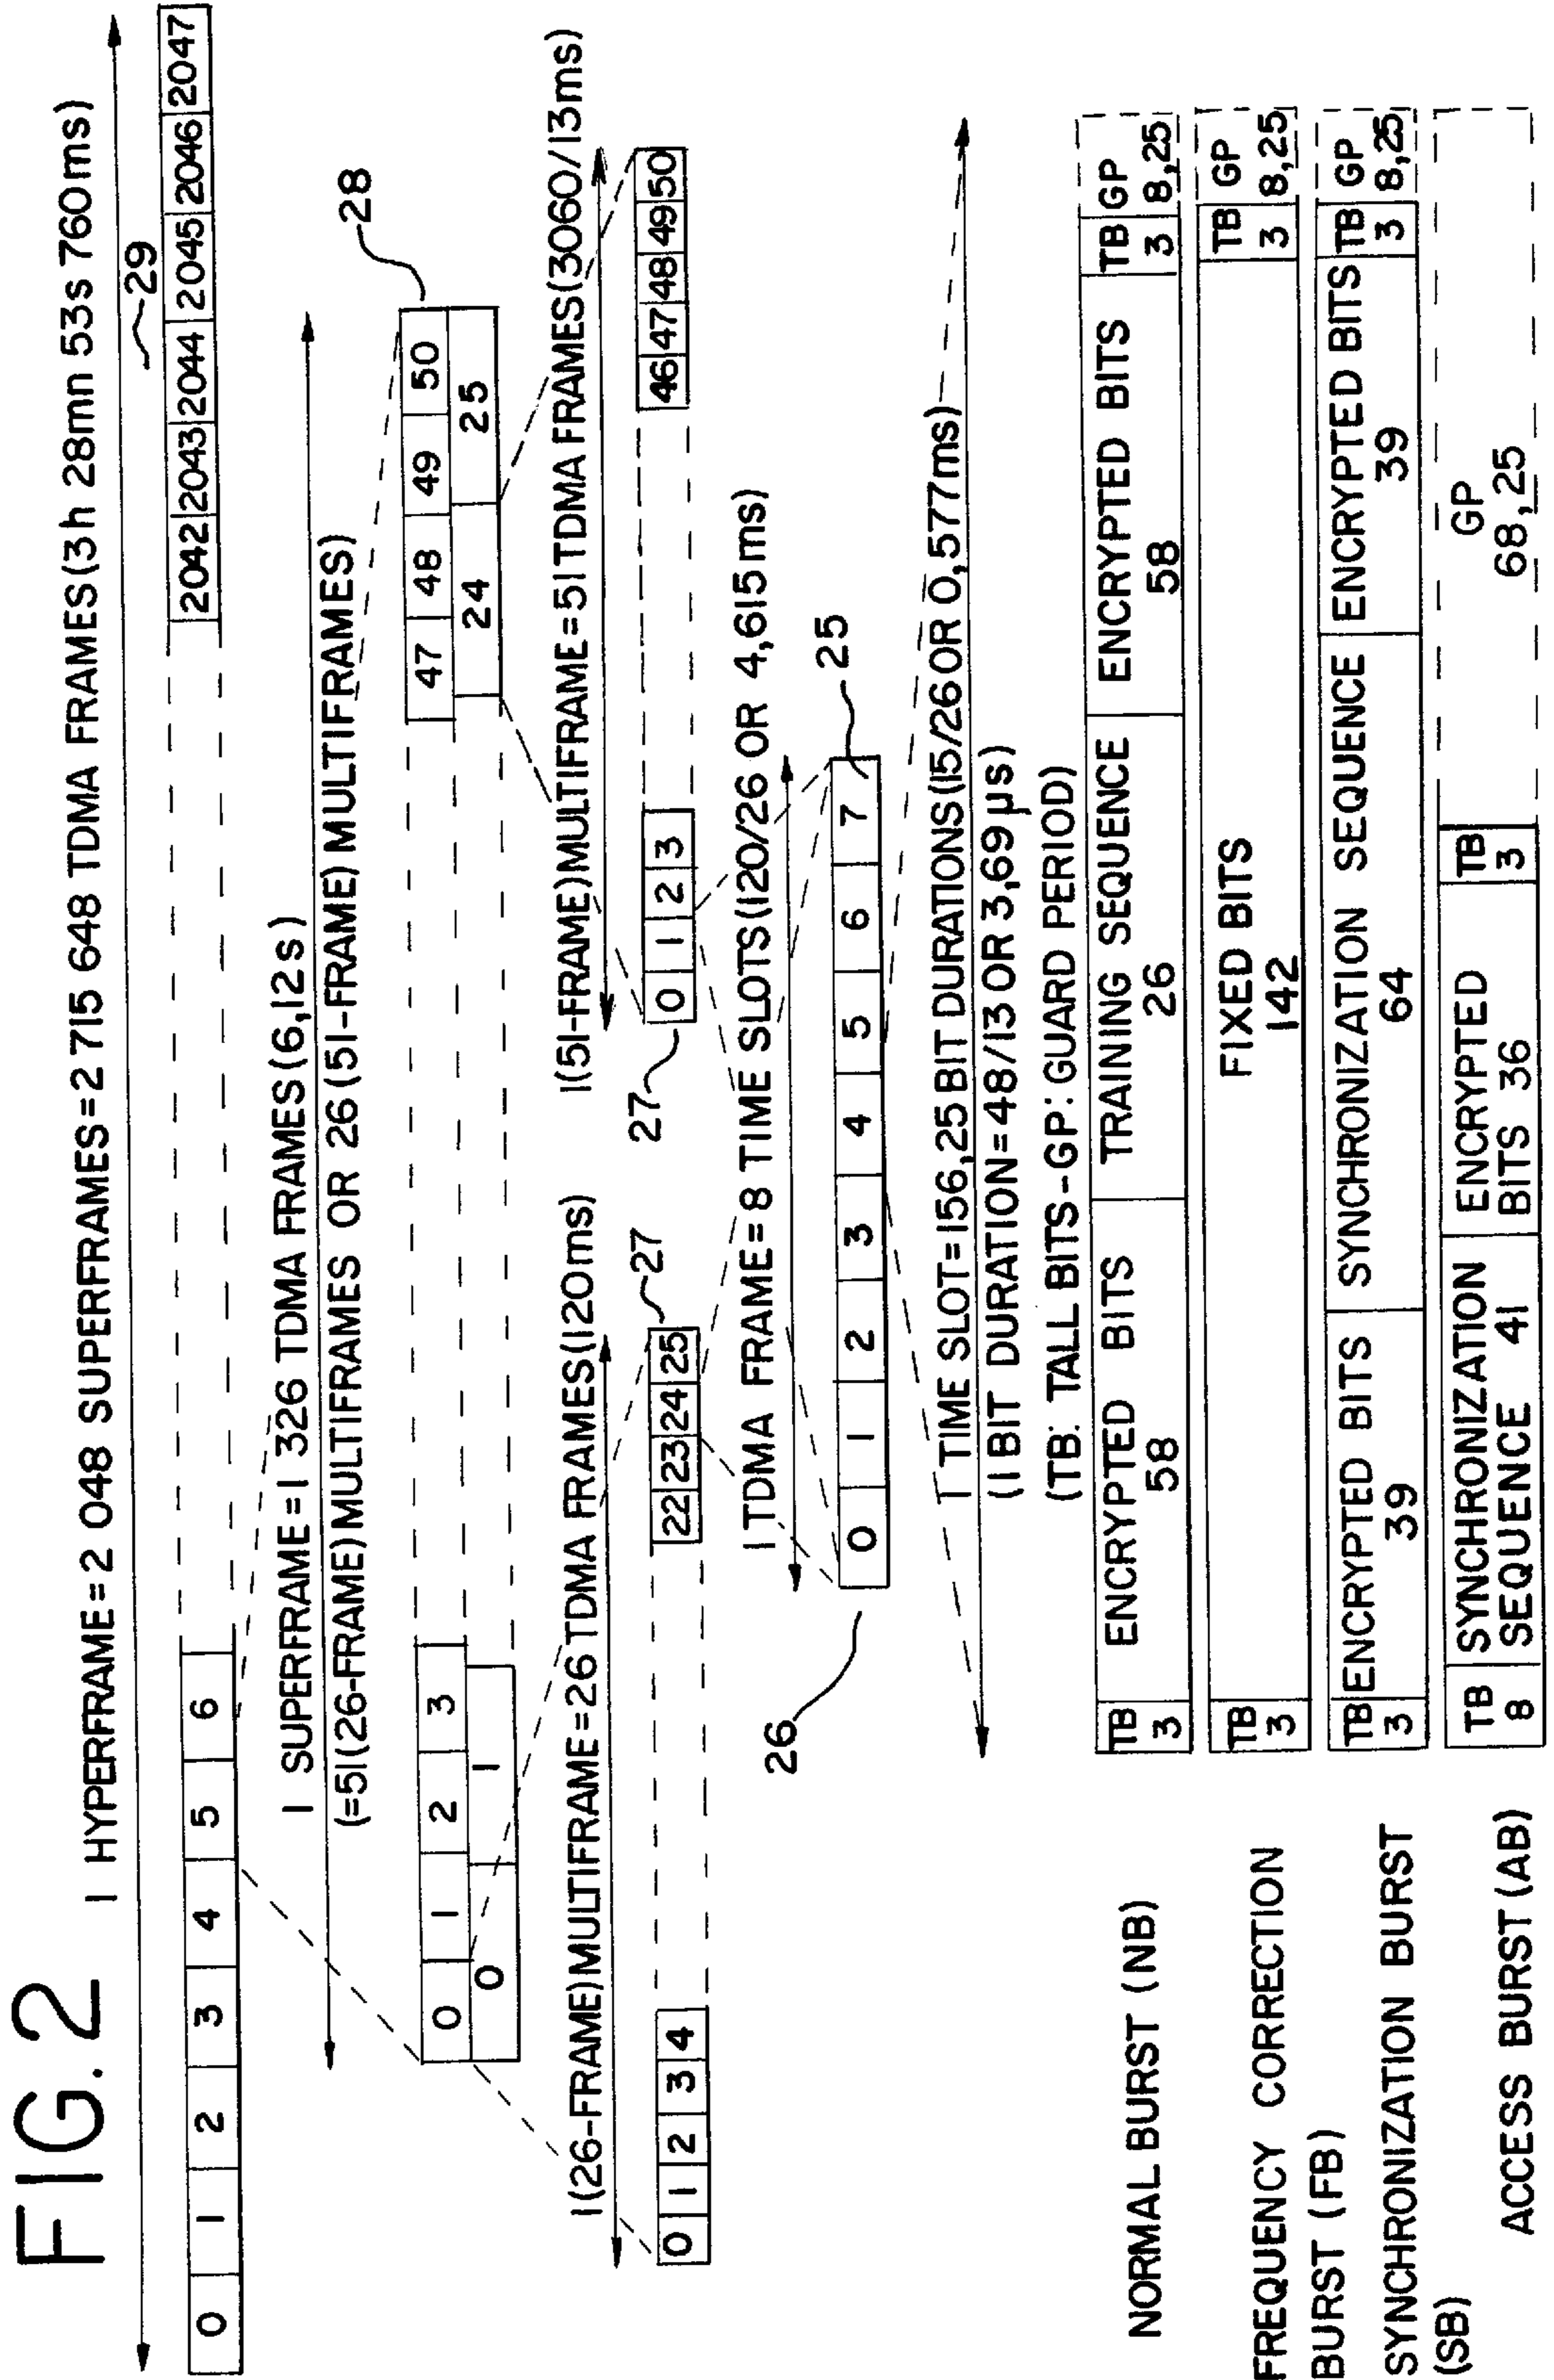 FIG. 2
1 HYPERFRAME = 2 048 SUPERFRAMES = 2 715 648 TDMA FRAMES (3 h 28mn 53s 760ms)
29
0 1 2 3 4 5 6 2042 2043 2044 2045 2046 2047
1 SUPERFRAME = 1 326 TDMA FRAMES (6,12 s)
(=51(26-FRAME) MULTIFRAMES OR 26 (51-FRAME) MULTIFRAMES)
28
0 1 2 3 47 48 49 50
0 1 24 25
1(26-FRAME) MULTIFRAME = 26 TDMA FRAMES (120ms)
1(51-FRAME) MULTIFRAME = 51 TDMA FRAMES (3060/13ms)
27
27
0 1 2 3 4 22 23 24 25
0 1 2 3 46 47 48 49 50
1 TDMA FRAME = 8 TIME SLOTS (120/26 OR 4,615 ms)
26
25
0 1 2 3 4 5 6 7
1 TIME SLOT = 156,25 BIT DURATIONS (15/26 OR 0,577ms)
(1 BIT DURATION = 48/13 OR 3,69 µs)
(TB: TALL BITS - GP: GUARD PERIOD)
NORMAL BURST (NB)
TB ENCRYPTED BITS TRAINING SEQUENCE ENCRYPTED BITS TB GP
3 58 26 58 3 8,25
FREQUENCY CORRECTION
BURST (FB)
TB FIXED BITS TB GP
3 142 3 8,25
SYNCHRONIZATION BURST
(SB)
TB ENCRYPTED BITS SYNCHRONIZATION SEQUENCE ENCRYPTED BITS TB GP
3 39 64 39 3 8,25
ACCESS BURST (AB)
TB SYNCHRONIZATION ENCRYPTED TB GP
8 SEQUENCE 41 BITS 36 3 68,25